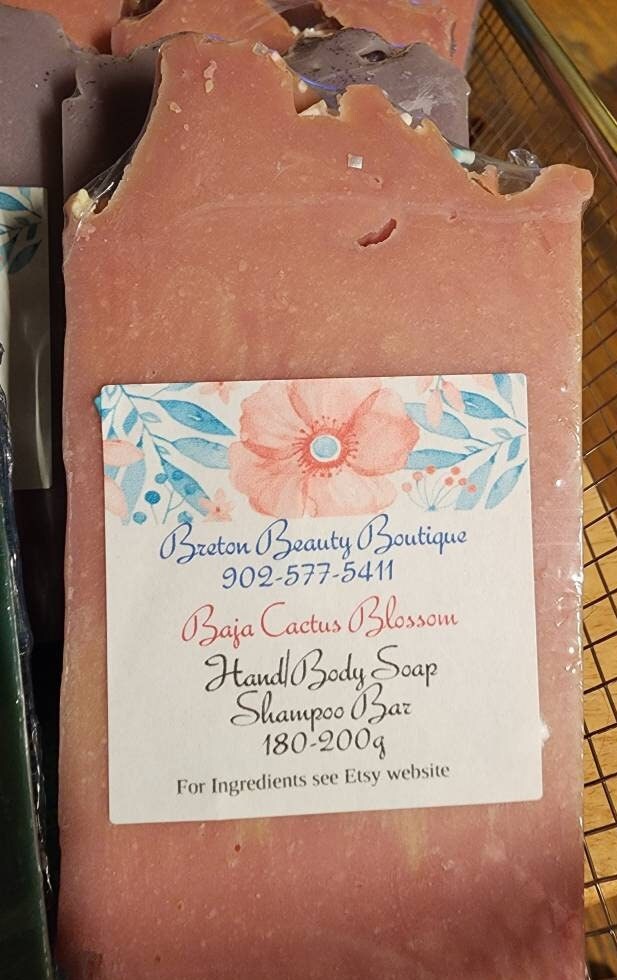 Breton Beauty Boutique
902-577-5411
Baja Cactus Blossom
Hand/Body Soap
Shampoo Bar
180-200g
For Ingredients see Etsy website